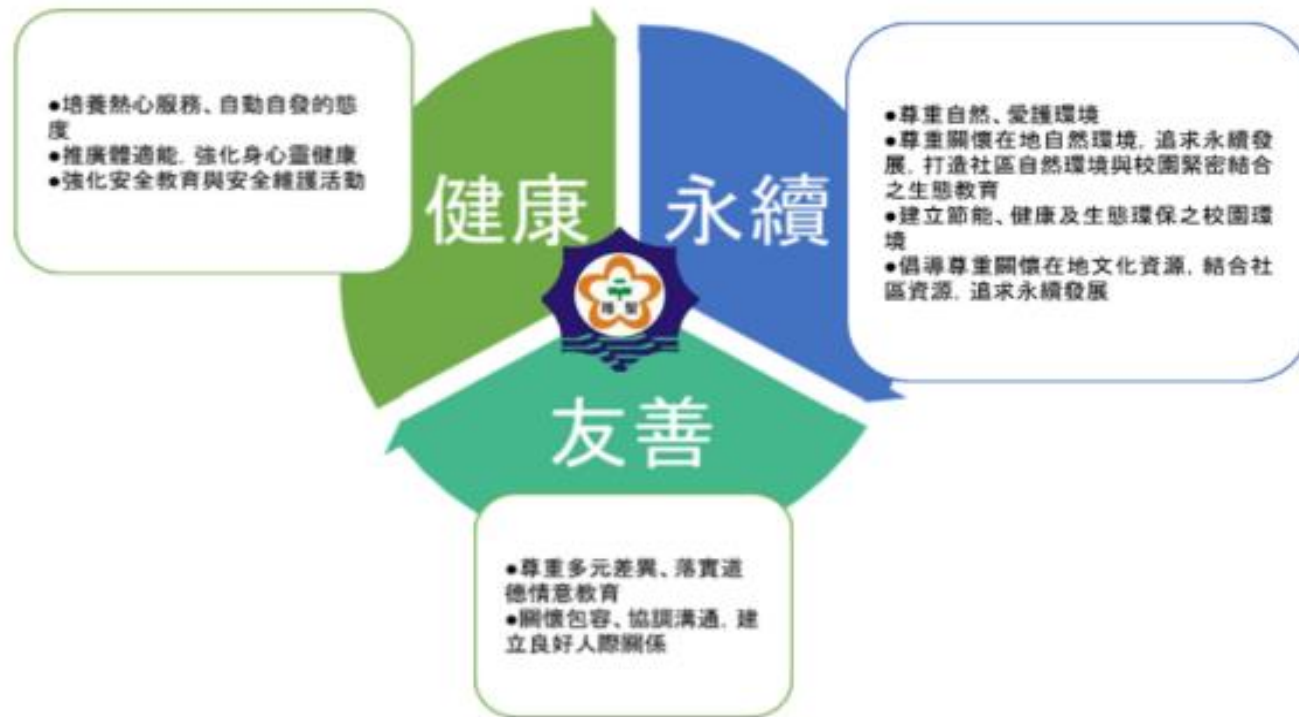 ●培養熱心服務、自動自發的態
度
●推廣體適能, 強化身心靈健康
●強化安全教育與安全維護活動
健康
永續
●尊重自然、愛護環境
●尊重關懷在地自然環境, 追求永續發
展, 打造社區自然環境與校園緊密結合
之生態教育
●建立節能、健康及生態環保之校園環
境
●倡導尊重關懷在地文化資源, 結合社
區資源, 追求永續發展
友善
●尊重多元差異、落實道
德情意教育
●關懷包容、協調溝通, 建
立良好人際關係